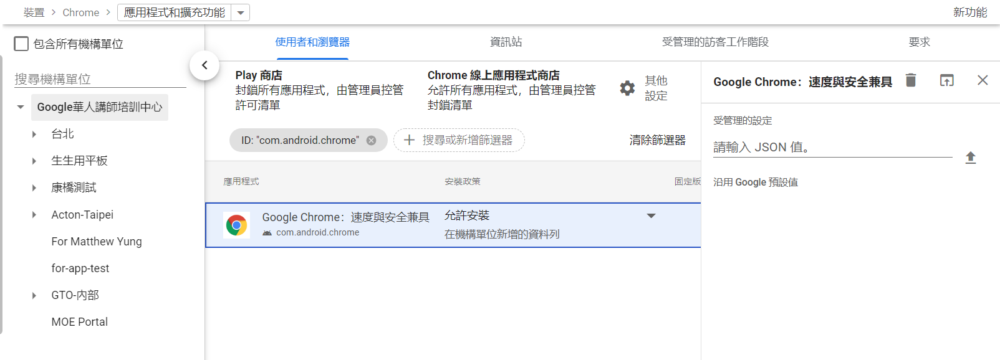 裝置 > Chrome > 應用程式和擴充功能
新功能
包含所有機構單位
搜尋機構單位
Google華人講師培訓中心
台北
生生用平板
康橋測試
Acton-Taipei
For Matthew Yung
for-app-test
GTO-內部
MOE Portal
使用者和瀏覽器
資訊站
受管理的訪客工作階段
要求
Play 商店
封鎖所有應用程式，由管理員控管
許可清單
Chrome 線上應用程式商店
允許所有應用程式，由管理員控管
封鎖清單
其他
設定
ID: "com.android.chrome"
搜尋或新增篩選器
清除篩選器
應用程式
安裝政策
固定版
Google Chrome：速度與安全兼具
com.android.chrome
允許安裝
在機構單位新增的資料列
Google Chrome：速度與安全兼具
受管理的設定
請輸入 JSON 值。
沿用 Google 預設值